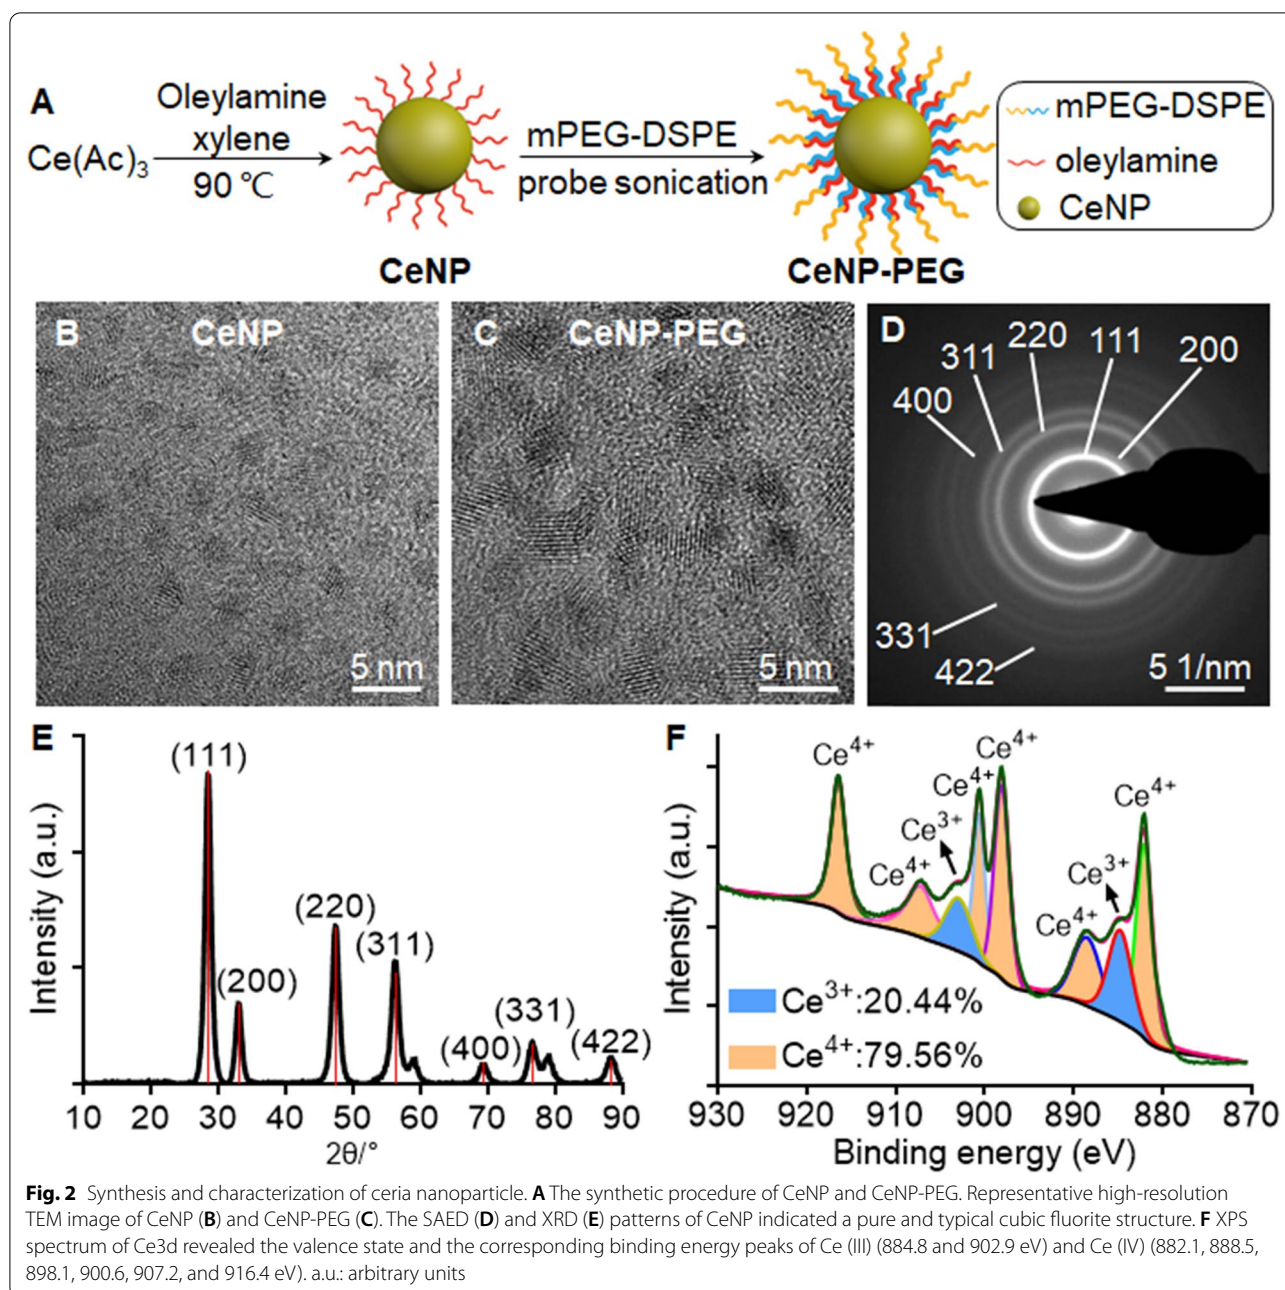 A
Ce(Ac)3
Oleylamine
xylene
90 ℃
CeNP
mPEG-DSPE
probe sonication
CeNP-PEG
mPEG-DSPE
oleylamine
CeNP
B
CeNP
5 nm
C
CeNP-PEG
5 nm
D
400
311
220
111
200
331
422
5 1/nm
E
Intensity (a.u.)
(111)
(200)
(220)
(311)
(400)
(331)
(422)
10 20 30 40 50 60 70 80 90
2θ/°
F
Intensity (a.u.)
Ce4+
Ce4+
Ce3+
Ce4+
Ce4+
Ce4+
Ce3+
Ce4+
Ce3+:20.44%
Ce4+:79.56%
930 920 910 900 890 880 870
Binding energy (eV)
Fig. 2 Synthesis and characterization of ceria nanoparticle. A The synthetic procedure of CeNP and CeNP-PEG. Representative high-resolution
TEM image of CeNP (B) and CeNP-PEG (C). The SAED (D) and XRD (E) patterns of CeNP indicated a pure and typical cubic fluorite structure. F XPS
spectrum of Ce3d revealed the valence state and the corresponding binding energy peaks of Ce (III) (884.8 and 902.9 eV) and Ce (IV) (882.1, 888.5,
898.1, 900.6, 907.2, and 916.4 eV). a.u.: arbitrary units